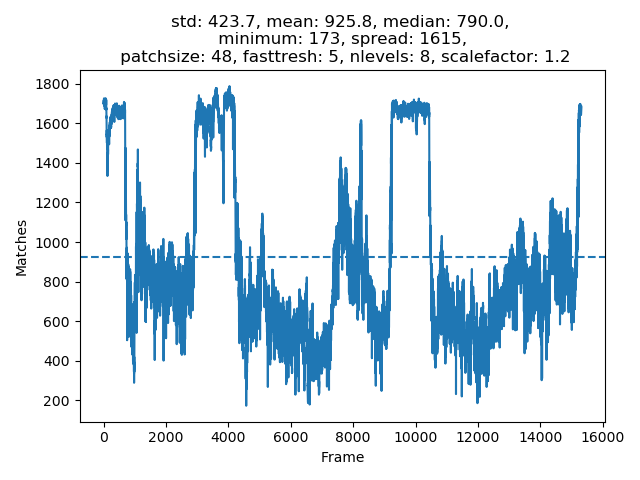 std: 423.7, mean: 925.8, median: 790.0,
minimum: 173, spread: 1615,
patchsize: 48, fasttresh: 5, nlevels: 8, scalefactor: 1.2
1800
1600
1400
1200
1000
800
600
400
200
Matches
0 2000 4000 6000 8000 10000 12000 14000 16000
Frame